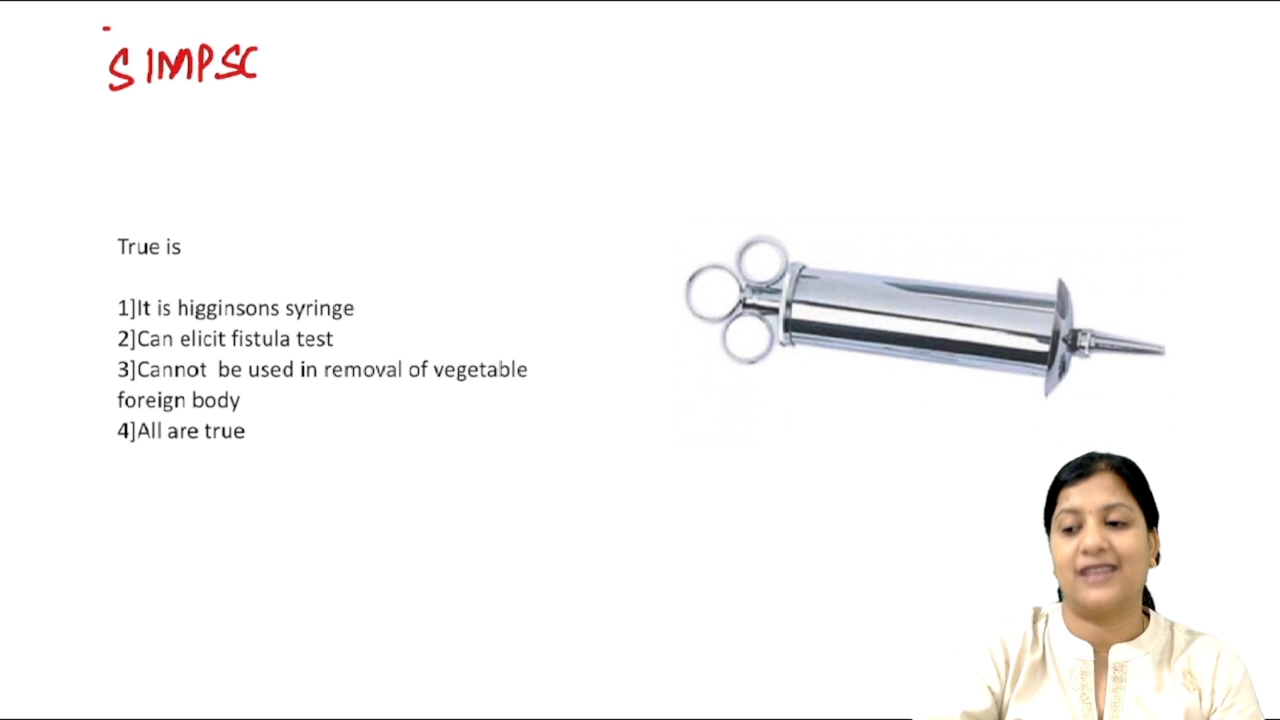 SIMPSC
True is
1]It is higginsons syringe
2]Can elicit fistula test
3]Cannot be used in removal of vegetable
foreign body
4]All are true